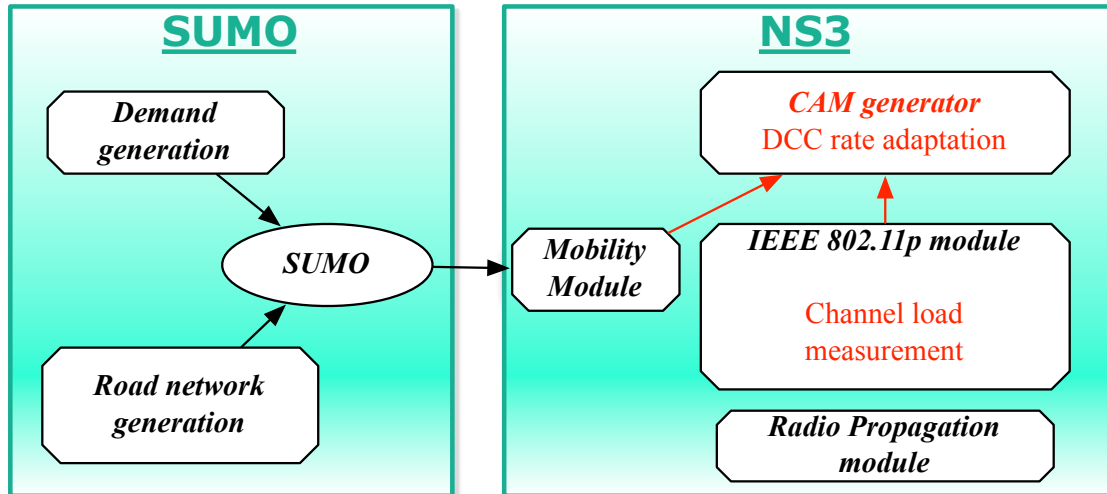 SUMO
Demand
generation
SUMO
Road network
generation
NS3
CAM generator
DCC rate adaptation
Mobility
Module
IEEE 802.11p module
Channel load
measurement
Radio Propagation
module